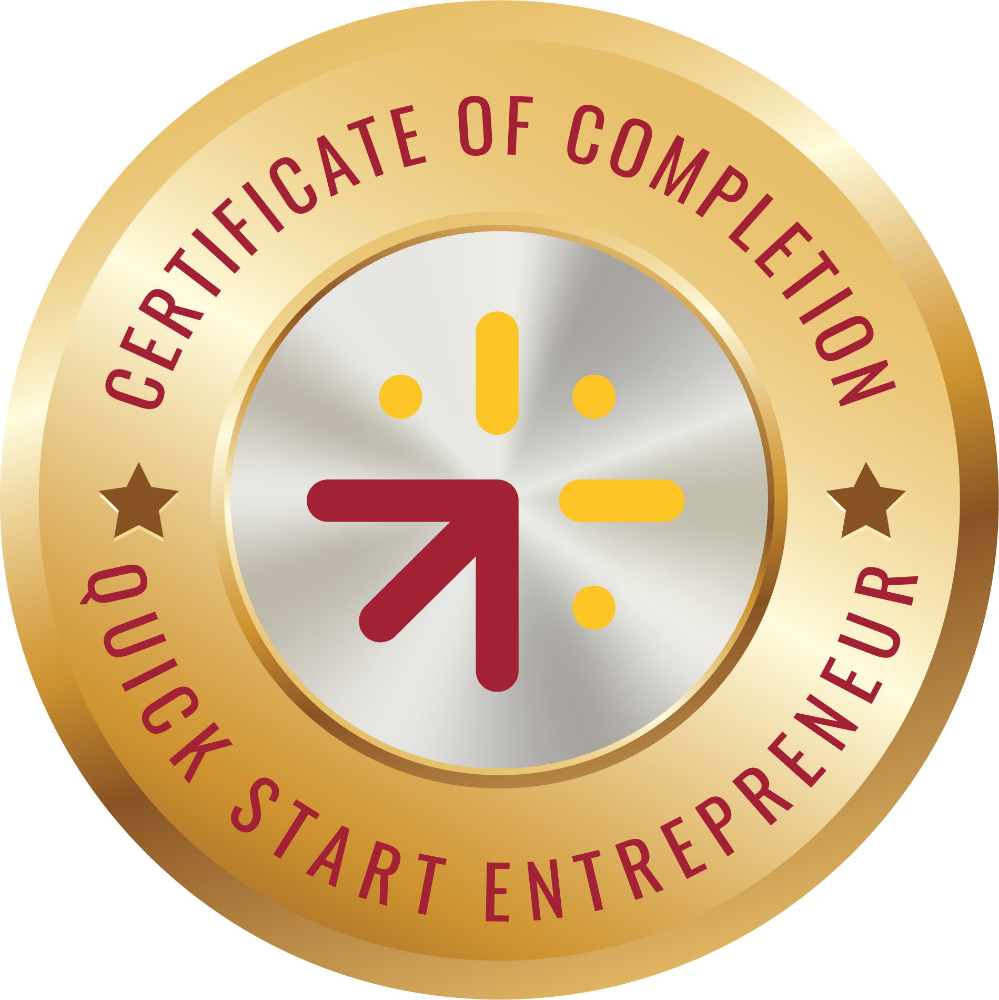 CERTIFICATE OF COMPLETION
QUICK START ENTREPRENEUR